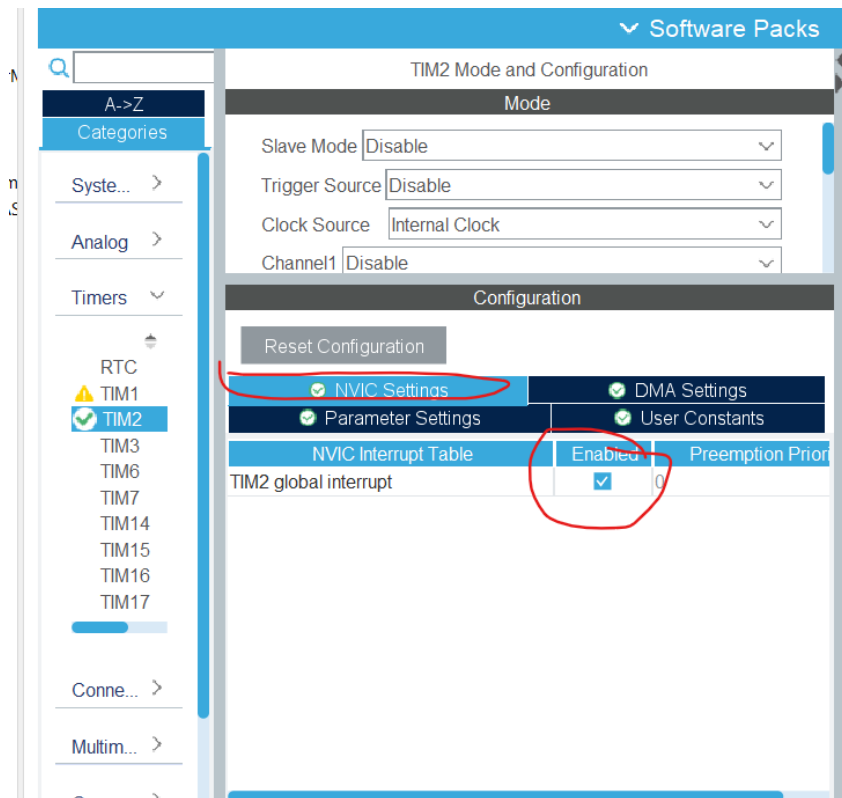 Software Packs
TIM2 Mode and Configuration
A->Z
Categories
Syste...
Analog
Timers
RTC
TIM1
TIM2
TIM3
TIM6
TIM7
TIM14
TIM15
TIM16
TIM17
Conne...
Multim...
Mode
Slave Mode Disable
Trigger Source Disable
Clock Source Internal Clock
Channel1 Disable
Configuration
Reset Configuration
NVIC Settings DMA Settings
Parameter Settings User Constants
NVIC Interrupt Table Enabled Preemption Priori
TIM2 global interrupt 0